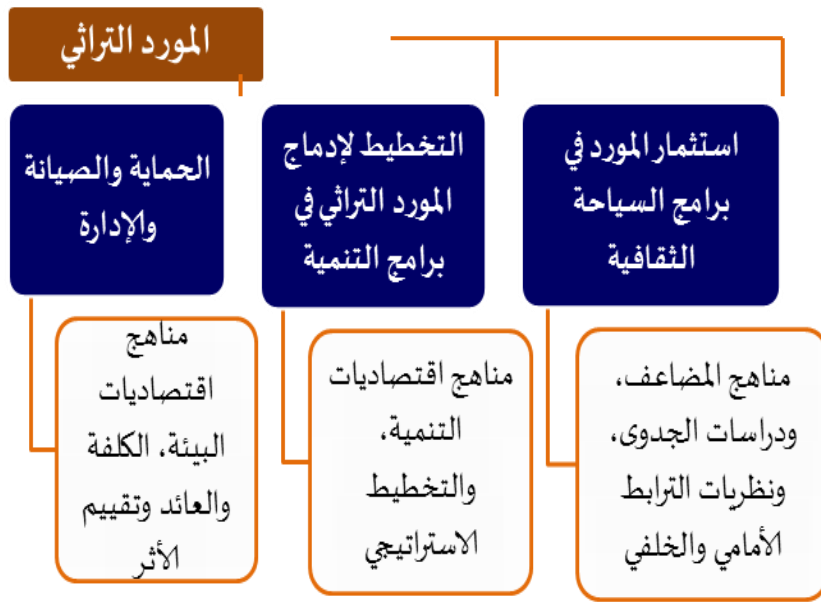 المورد التراثي
استثمار المورد في
برامج السياحة
الثقافية
التخطيط لإدماج
المورد التراثي في
برامج التنمية
الحماية والصيانة
والإدارة
مناهج المضاعف،
ودراسات الجدوى،
ونظريات الترابط
الأمامي والخلفي
مناهج اقتصاديات
التنمية،
والتخطيط
الاستراتيجي
مناهج
اقتصاديات
البيئة، الكلفة
والعائد وتقييم
الأثر